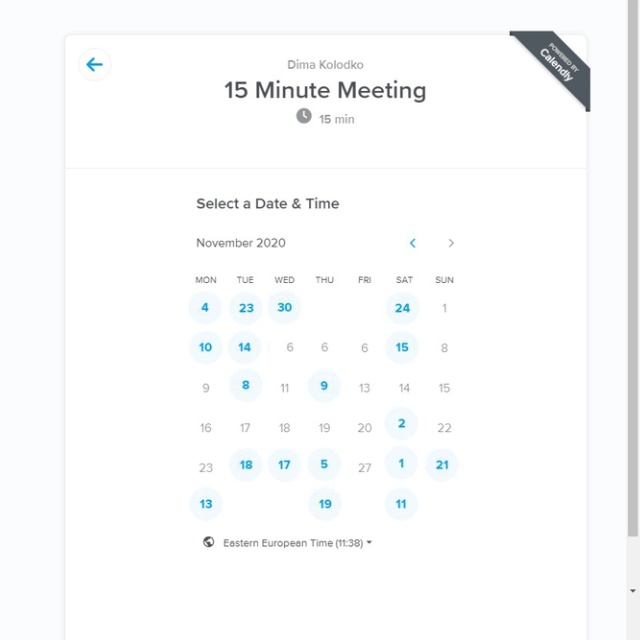 POWERED BY
Calendly
Dima Kolodko
15 Minute Meeting
15 min
Select a Date & Time
November 2020
MON TUE WED THU FRI SAT SUN
4 23 30 24 1
10 14 6 6 6 15 8
9 8 11 9 13 14 15
16 17 18 19 20 2 22
23 18 17 5 27 1 21
13 19 11
Eastern European Time (11:38)